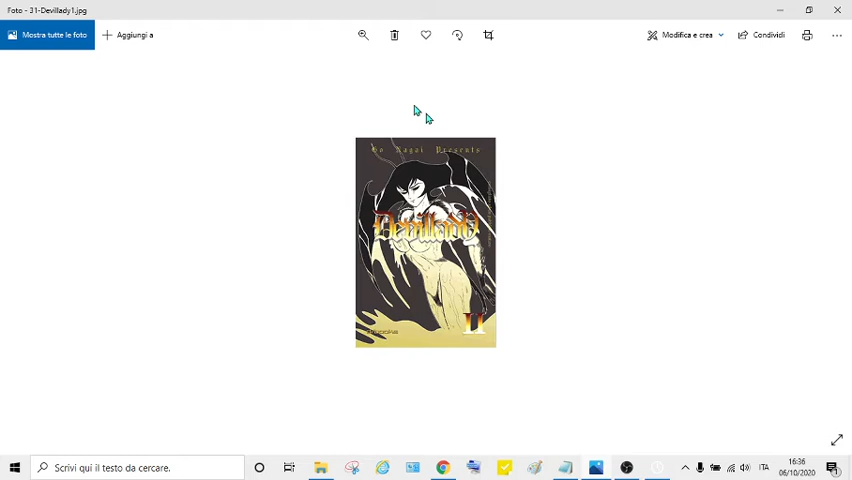 Foto - 31-Devillady1.jpg
Mostra tutte le foto
Aggiungi a
Modifica e crea
Condividi
Go Nagai Presents
Devillady
11
Scrivi qui il testo da cercare.
ITA
16:36
06/10/2020